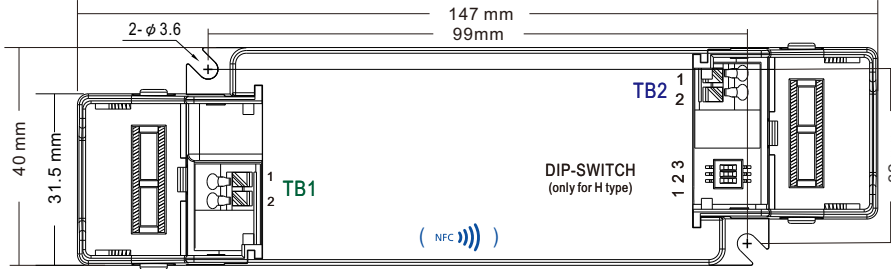 147 mm
2-ϕ3.6
99mm
TB2
1
2
40 mm
31.5 mm
DIP-SWITCH
(only for H type)
1 2 3
1
2
TB1
( NFC )